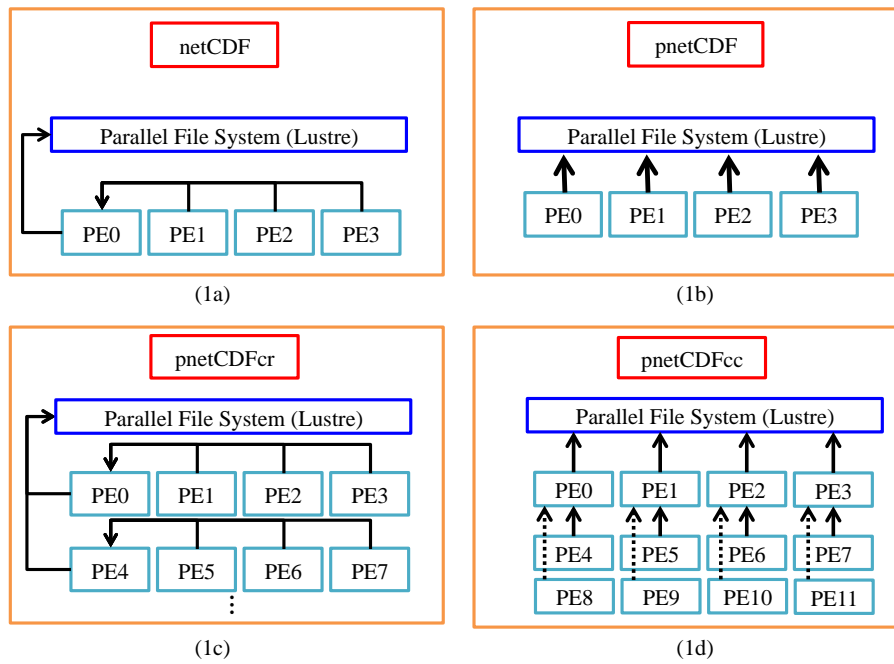 netCDF
Parallel File System (Lustre)
PE0 PE1 PE2 PE3
(1a)
pnetCDF
Parallel File System (Lustre)
PE0 PE1 PE2 PE3
(1b)
pnetCDFcr
Parallel File System (Lustre)
PE0 PE1 PE2 PE3
PE4 PE5 PE6 PE7
(1c)
pnetCDFcc
Parallel File System (Lustre)
PE0 PE1 PE2 PE3
PE4 PE5 PE6 PE7
PE8 PE9 PE10 PE11
(1d)